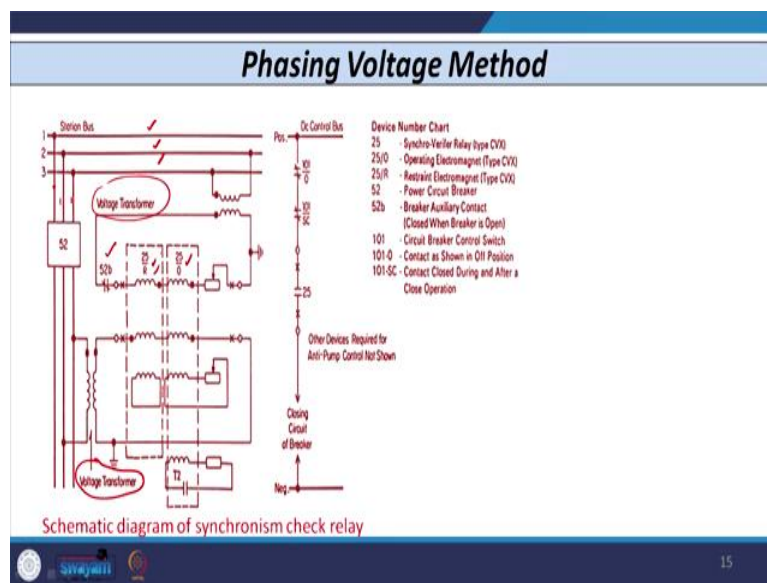 Phasing Voltage Method
Station Bus
1
2
3
Voltage Transformer
52
52b
25
R
25
O
Voltage Transformer
T2
Dc Control Bus
Pos.
101
O
101
SC
25
Other Devices Required for
Anti-Pump Control Not Shown
Closing
Circuit
of Breaker
Neg.
Device Number Chart
25 - Synchro-Verifer Relay (type CVX)
25/O - Operating Electromagnet (Type CVX)
25/R - Restraint Electromagnet (Type CVX)
52 - Power Circuit Breaker
52b - Breaker Auxiliary Contact
(Closed When Breaker is Open)
101 - Circuit Breaker Control Switch
101-O - Contact as Shown in Off Position
101-SC - Contact Closed During and After a
Close Operation
Schematic diagram of synchronism check relay
swayam
15